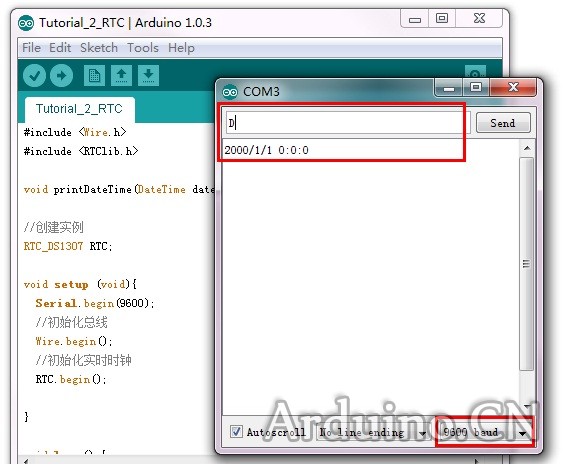 Tutorial_2_RTC | Arduino 1.0.3
File Edit Sketch Tools Help
Tutorial_2_RTC
#include <Wire.h>
#include <RTClib.h>
void printDateTime(DateTime date
//创建实例
RTC_DS1307 RTC;
void setup (void){
Serial.begin(9600);
//初始化总线
Wire.begin();
//初始化实时时钟
RTC.begin();
}
COM3
D
Send
2000/1/1 0:0:0
Autoscroll
No line ending
9600 baud
Arduino.CN